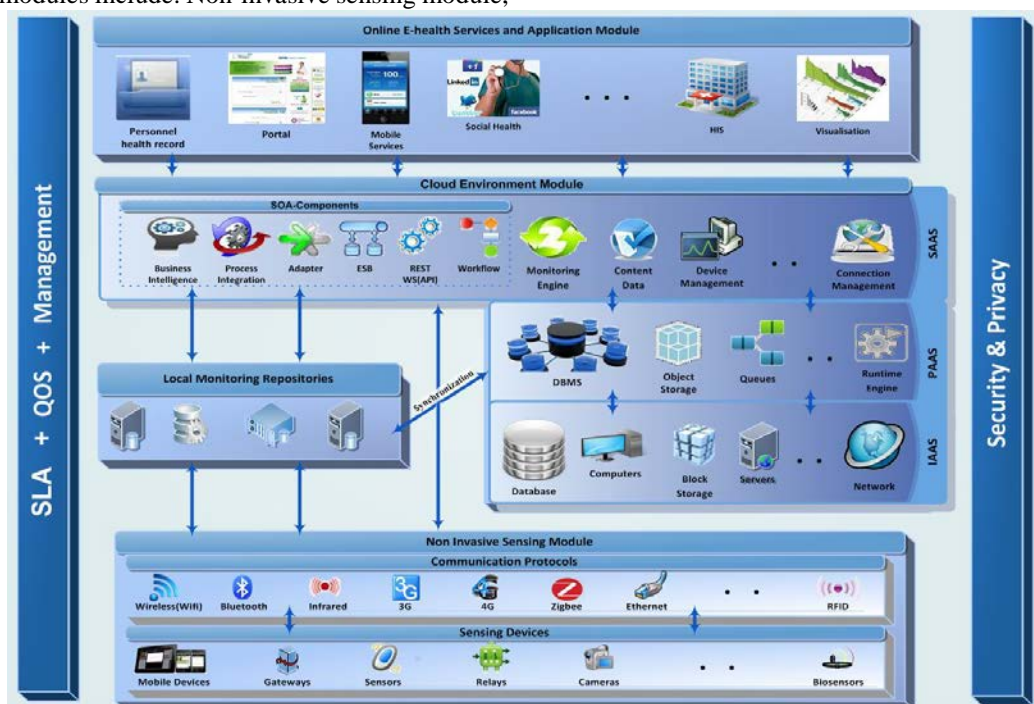 modules include: Non-invasive sensing module,
Online E-health Services and Application Module
Personnel
health record
Portal
Mobile
Services
LinkedIn
facebook
Social Health
HIS
Visualisation
SLA + QOS + Management
Security & Privacy
Cloud Environment Module
SOA-Components
Business
Intelligence
Process
Integration
Adapter
ESB
REST
WS(API)
Workflow
Monitoring
Engine
Content
Data
Device
Management
Connection
Management
SAAS
Local Monitoring Repositories
Synchronization
DBMS
Object
Storage
Queues
Runtime
Engine
PAAS
Database
Computers
Block
Storage
Servers
Network
IAAS
Non Invasive Sensing Module
Communication Protocols
Wireless(Wifi)
Bluetooth
Infrared
3G
3G
4G
Zigbee
Ethernet
RFID
Sensing Devices
Mobile Devices
Gateways
Sensors
Relays
Cameras
Biosensors